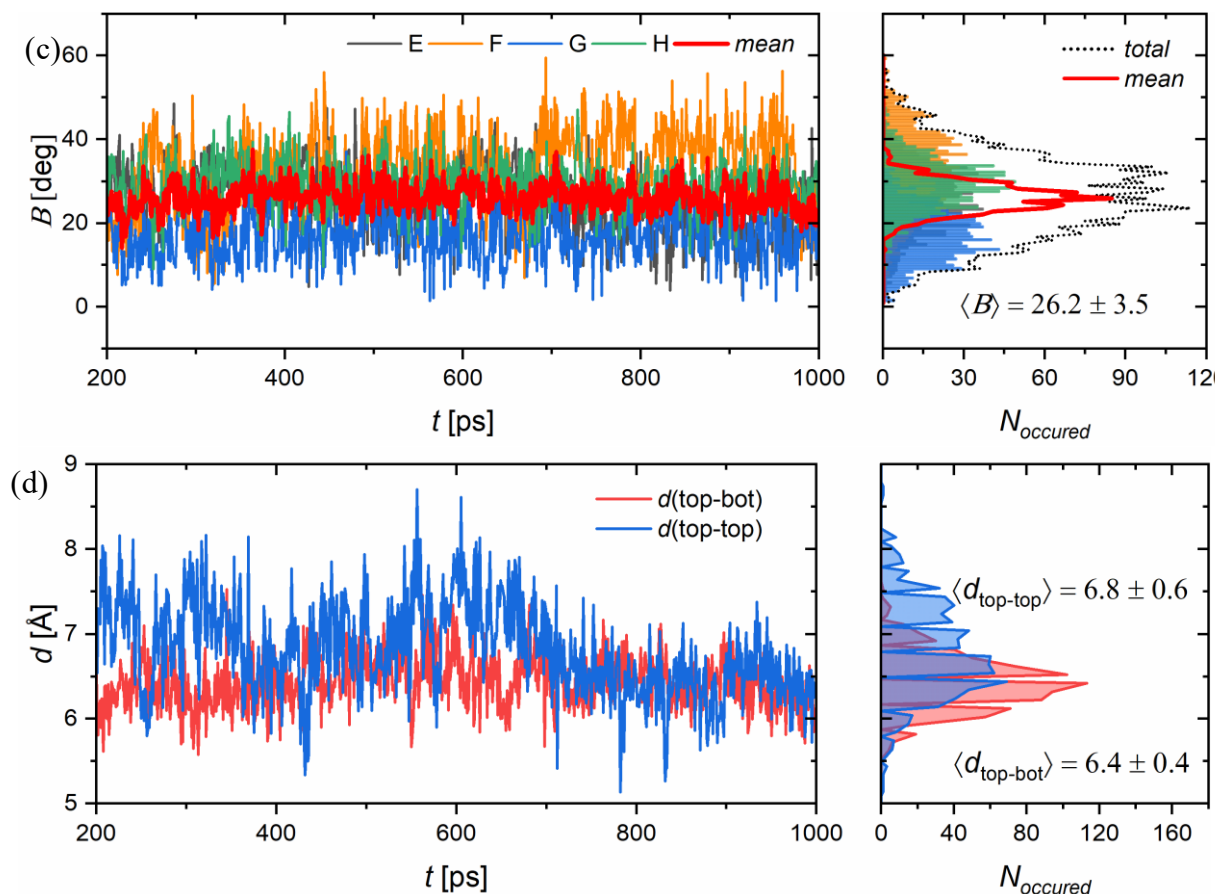 (c)
E F G H mean
B [deg]
60
40
20
0
200 400 600 800 1000
t [ps]
total
mean
⟨B⟩ = 26.2 ± 3.5
0 30 60 90 120
N_occured
(d)
d(top-bot)
d(top-top)
d [Å]
9
8
7
6
5
200 400 600 800 1000
t [ps]
⟨d_top-top⟩ = 6.8 ± 0.6
⟨d_top-bot⟩ = 6.4 ± 0.4
0 40 80 120 160
N_occured